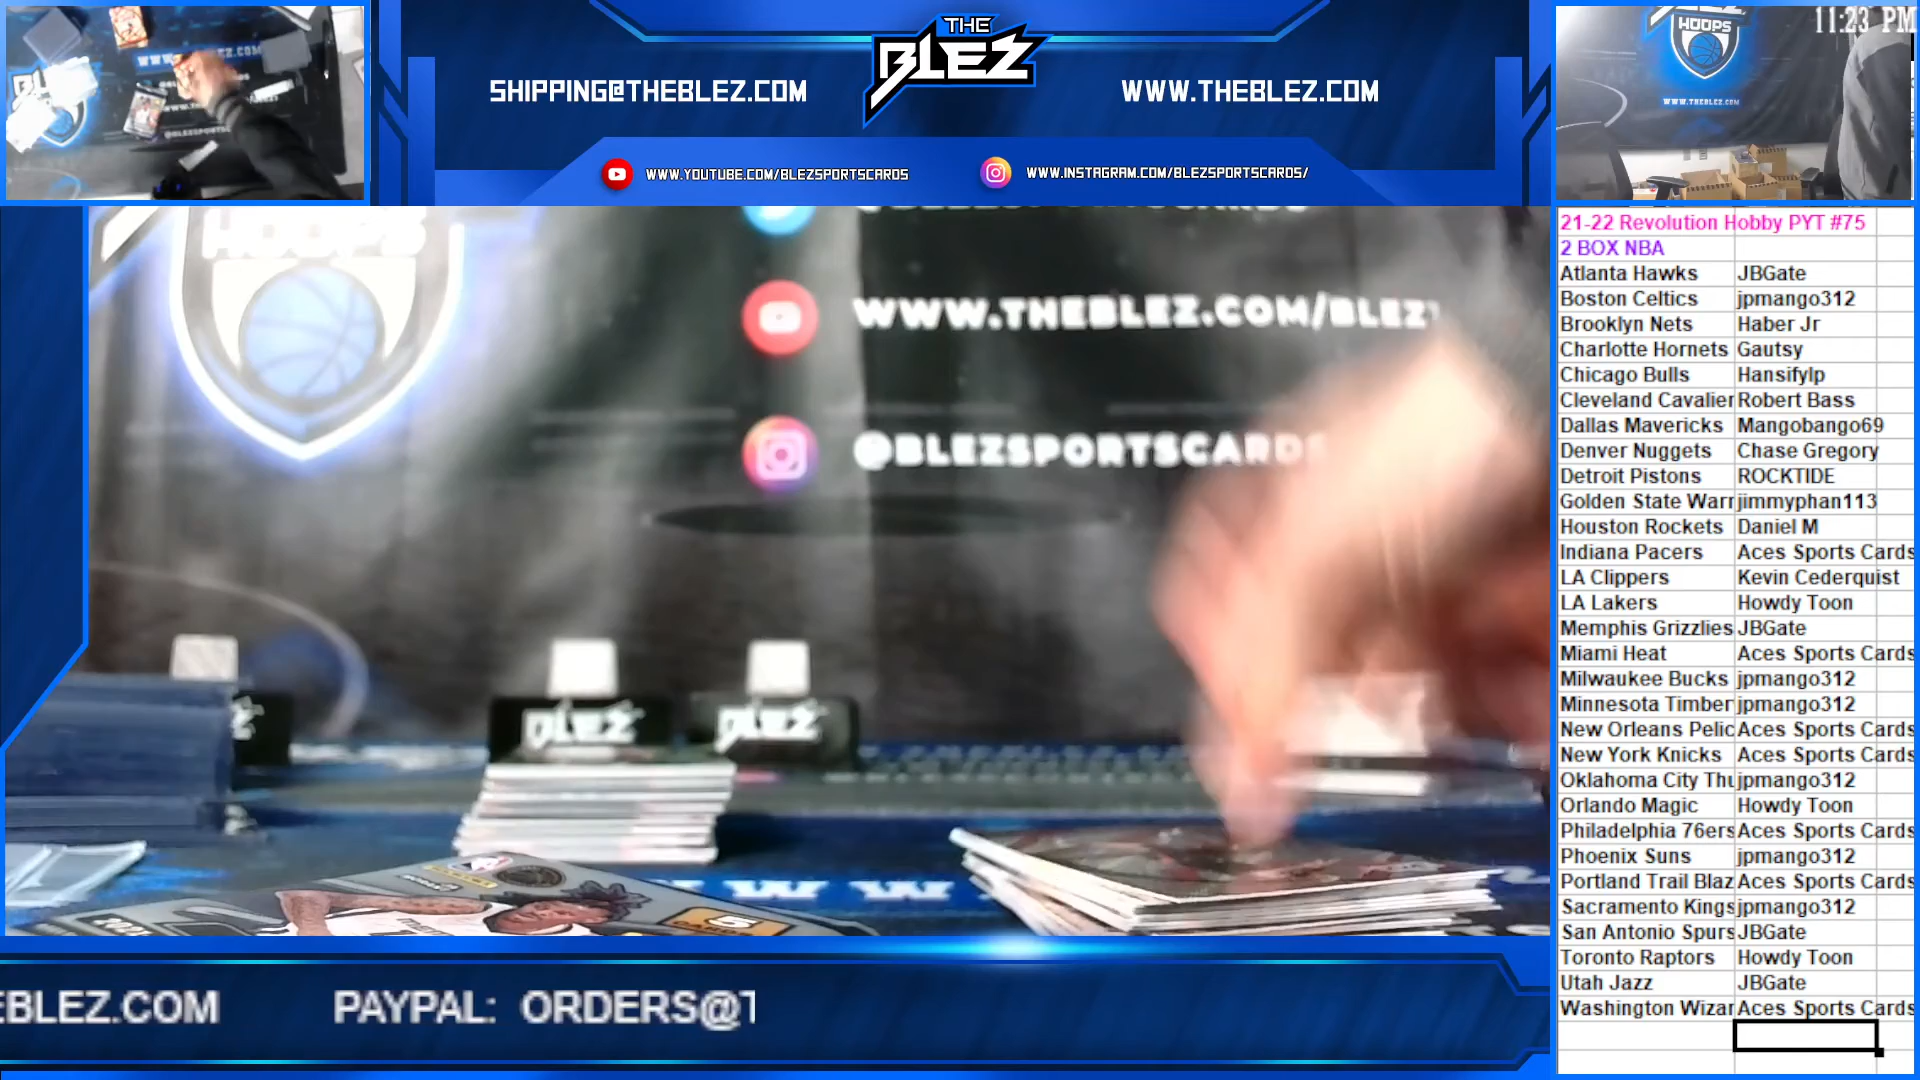 THE
BLEZ
SHIPPING@THEBLEZ.COM
WWW.THEBLEZ.COM
WWW.YOUTUBE.COM/BLEZSPORTSCARDS
WWW.INSTAGRAM.COM/BLEZSPORTSCARDS/
HOOPS
11:23 PM
WWW.THEBLEZ.COM
HOOPS
WWW.THEBLEZ.COM/BLEZ
@BLEZSPORTSCARDS
BLEZ
BLEZ
5
EBLEZ.COM PAYPAL: ORDERS@T
21-22 Revolution Hobby PYT #75
2 BOX NBA
Atlanta Hawks JBGate
Boston Celtics jpmango312
Brooklyn Nets Haber Jr
Charlotte Hornets Gautsy
Chicago Bulls Hansifylp
Cleveland Cavalier Robert Bass
Dallas Mavericks Mangobango69
Denver Nuggets Chase Gregory
Detroit Pistons ROCKTIDE
Golden State Warr jimmyphan113
Houston Rockets Daniel M
Indiana Pacers Aces Sports Cards
LA Clippers Kevin Cederquist
LA Lakers Howdy Toon
Memphis Grizzlies JBGate
Miami Heat Aces Sports Cards
Milwaukee Bucks jpmango312
Minnesota Timber jpmango312
New Orleans Pelic Aces Sports Cards
New York Knicks Aces Sports Cards
Oklahoma City Thu jpmango312
Orlando Magic Howdy Toon
Philadelphia 76ers Aces Sports Cards
Phoenix Suns jpmango312
Portland Trail Blaz Aces Sports Cards
Sacramento Kings jpmango312
San Antonio Spurs JBGate
Toronto Raptors Howdy Toon
Utah Jazz JBGate
Washington Wizar Aces Sports Cards